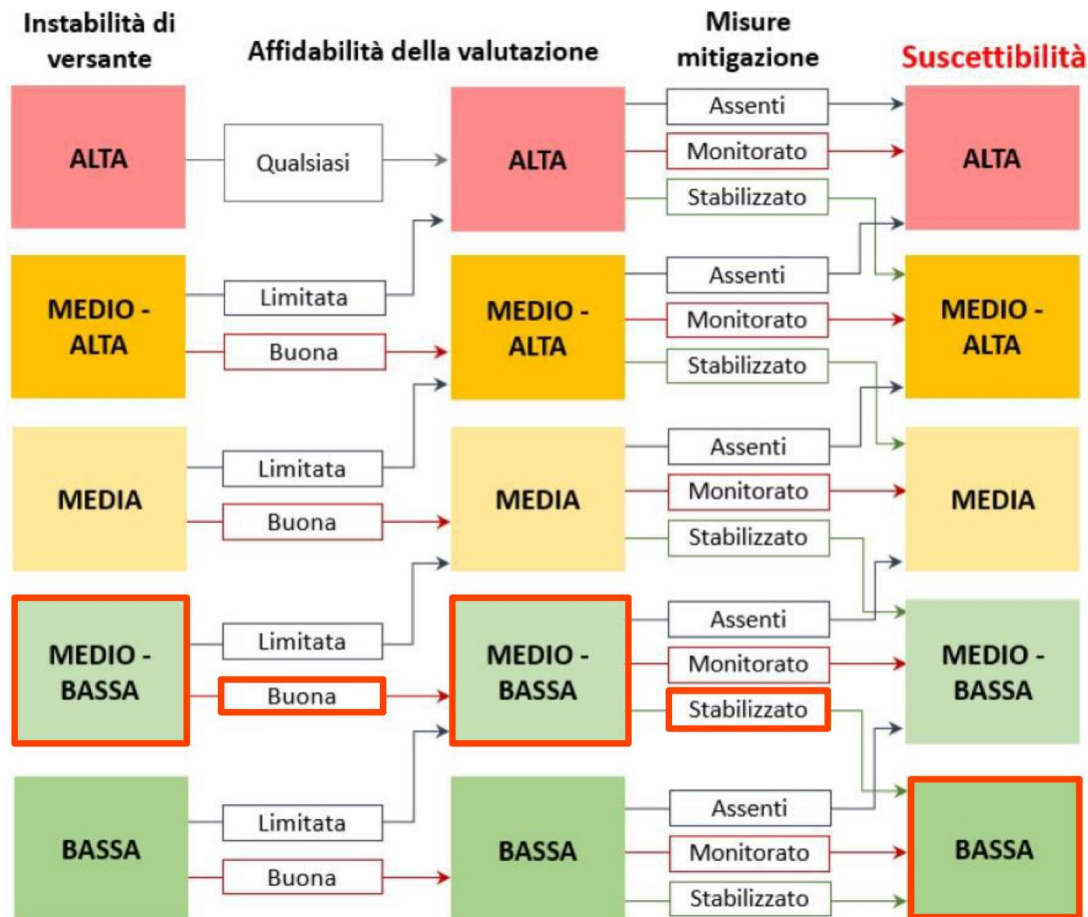 Instabilità di
versante
Affidabilità della valutazione
Misure
mitigazione
Suscettibilità
ALTA
Qualsiasi
ALTA
Assenti
Monitorato
Stabilizzato
ALTA
MEDIO -
ALTA
Limitata
Buona
MEDIO -
ALTA
Assenti
Monitorato
Stabilizzato
MEDIO -
ALTA
MEDIA
Limitata
Buona
MEDIA
Assenti
Monitorato
Stabilizzato
MEDIA
MEDIO -
BASSA
Limitata
Buona
MEDIO -
BASSA
Assenti
Monitorato
Stabilizzato
MEDIO -
BASSA
BASSA
Limitata
Buona
BASSA
Assenti
Monitorato
Stabilizzato
BASSA